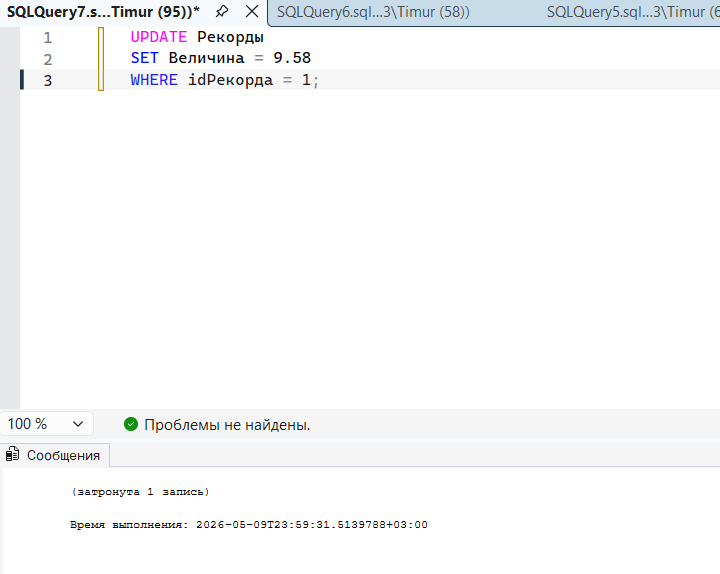 SQLQuery7.s...Timur (95))* SQLQuery6.sql...3\Timur (58)) SQLQuery5.sql...3\Timur (6
1 UPDATE Рекорды
2 SET Величина = 9.58
3 WHERE idРекорда = 1;
100 % Проблемы не найдены.
Сообщения
(затронута 1 запись)
Время выполнения: 2026-05-09T23:59:31.5139788+03:00